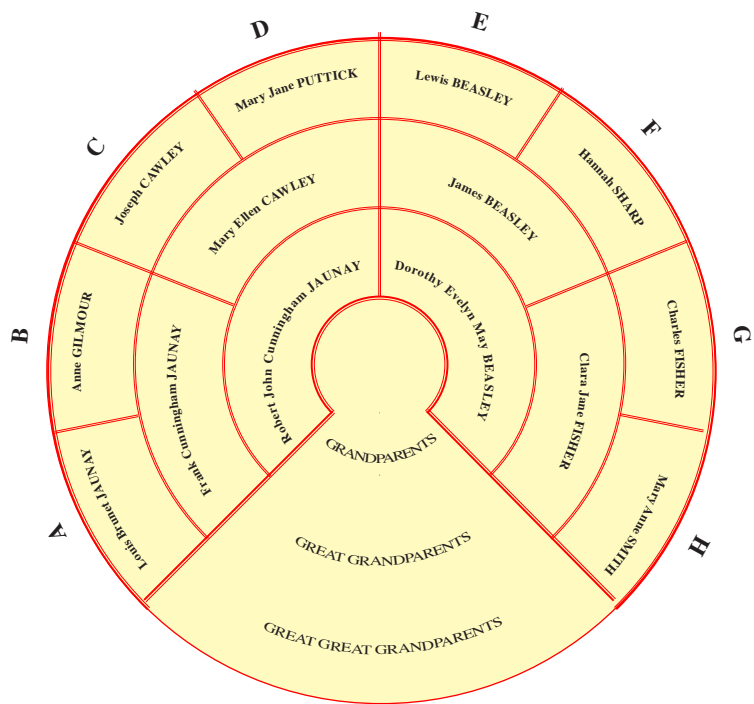 A
B
C
D
E
F
G
H
Louis Brunet JAUNAY
Anne GILMOUR
Joseph CAWLEY
Mary Jane PUTTICK
Lewis BEASLEY
Hannah SHARP
Charles FISHER
Mary Anne SMITH
Frank Cunningham JAUNAY
Mary Ellen CAWLEY
James BEASLEY
Clara Jane FISHER
Robert John Cunningham JAUNAY
Dorothy Evelyn May BEASLEY
GRANDPARENTS
GREAT GRANDPARENTS
GREAT GREAT GRANDPARENTS